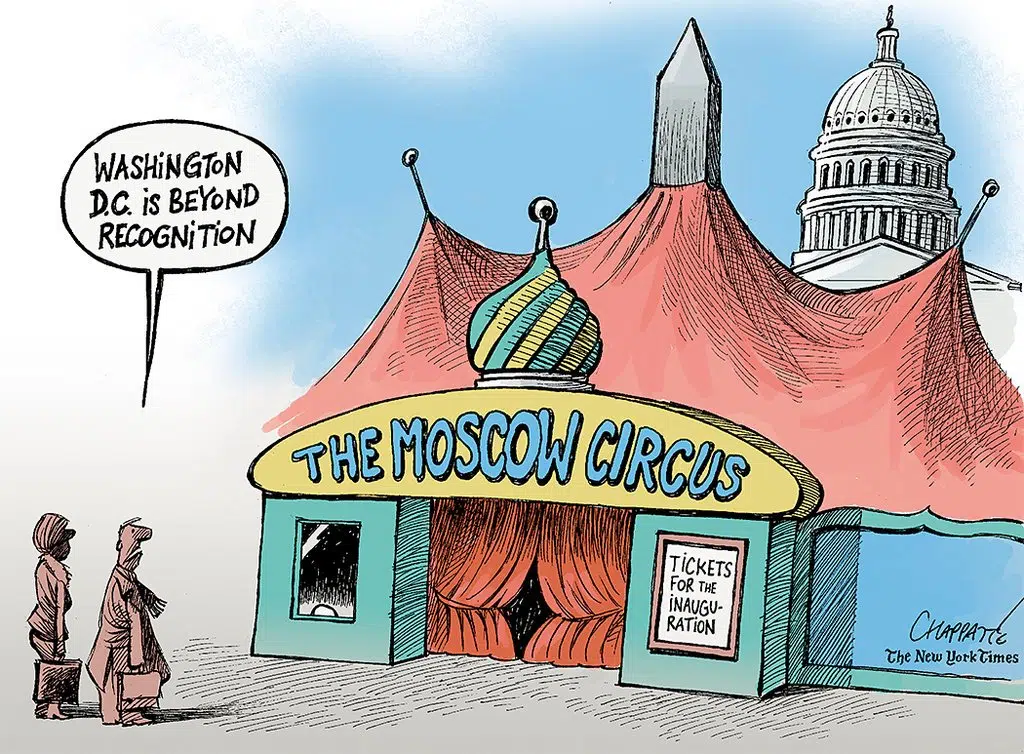 WASHINGTON
D.C. iS BEYOND
RECOGNiTiON
THE MOSCOW CIRCUS
TiCKETS
FOR THE
iNAUGU-
RATiON
CHAPPATTE
The New York Times